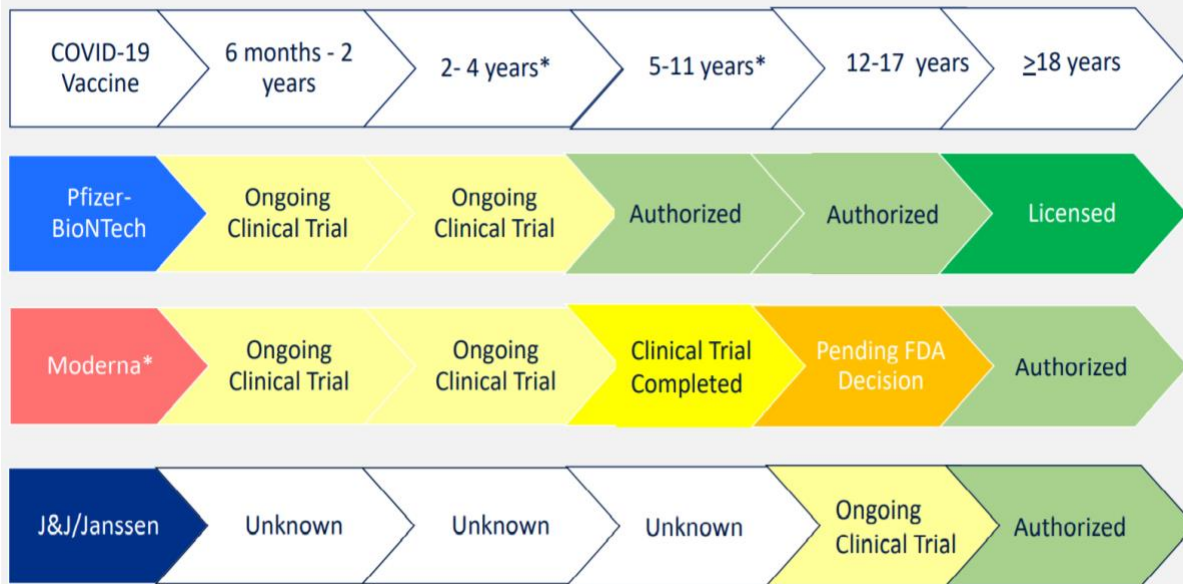 COVID-19
Vaccine
6 months - 2
years
2- 4 years*
5-11 years*
12-17 years
≥18 years
Pfizer-
BioNTech
Ongoing
Clinical Trial
Ongoing
Clinical Trial
Authorized
Authorized
Licensed
Moderna*
Ongoing
Clinical Trial
Ongoing
Clinical Trial
Clinical Trial
Completed
Pending FDA
Decision
Authorized
J&J/Janssen
Unknown
Unknown
Unknown
Ongoing
Clinical Trial
Authorized